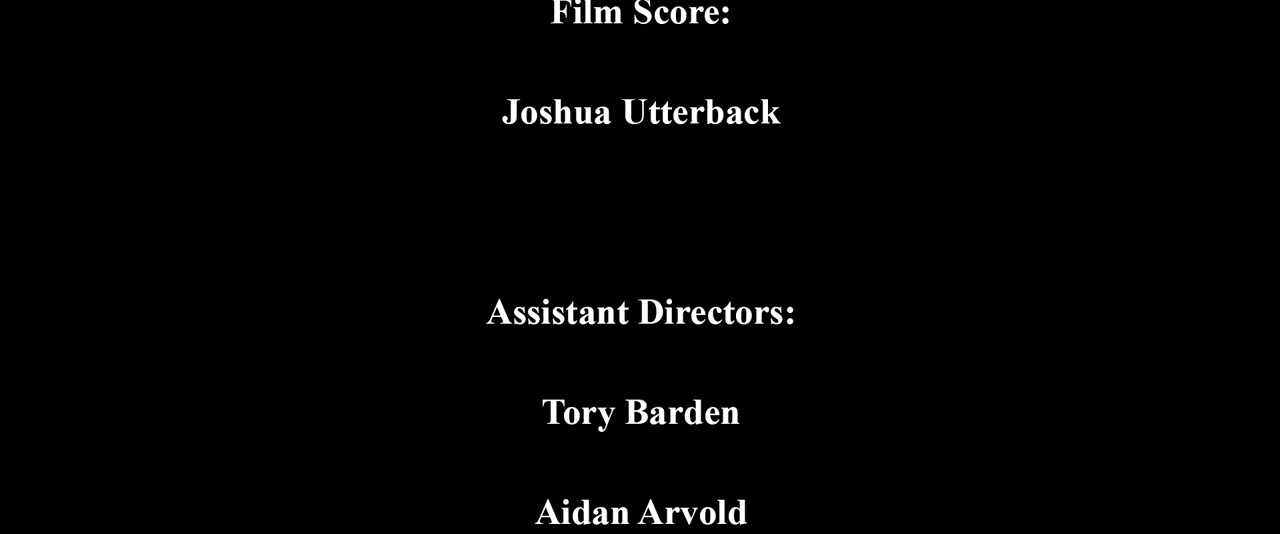 Film Score:
Joshua Utterback
Assistant Directors:
Tory Barden
Aidan Arvold